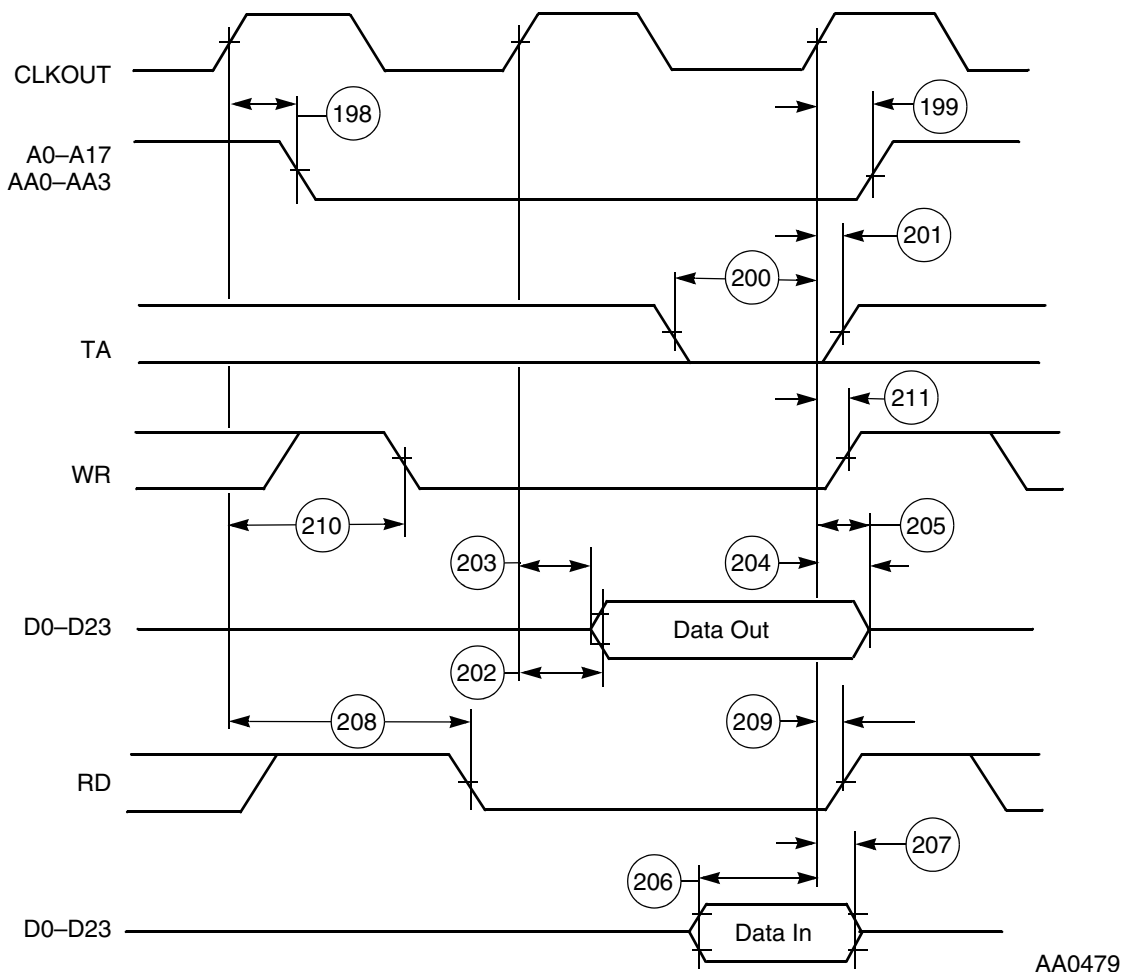 CLKOUT
198
199
A0–A17
AA0–AA3
201
200
TA
211
WR
210
205
203
204
D0–D23
Data Out
202
208
209
RD
207
206
D0–D23
Data In
AA0479